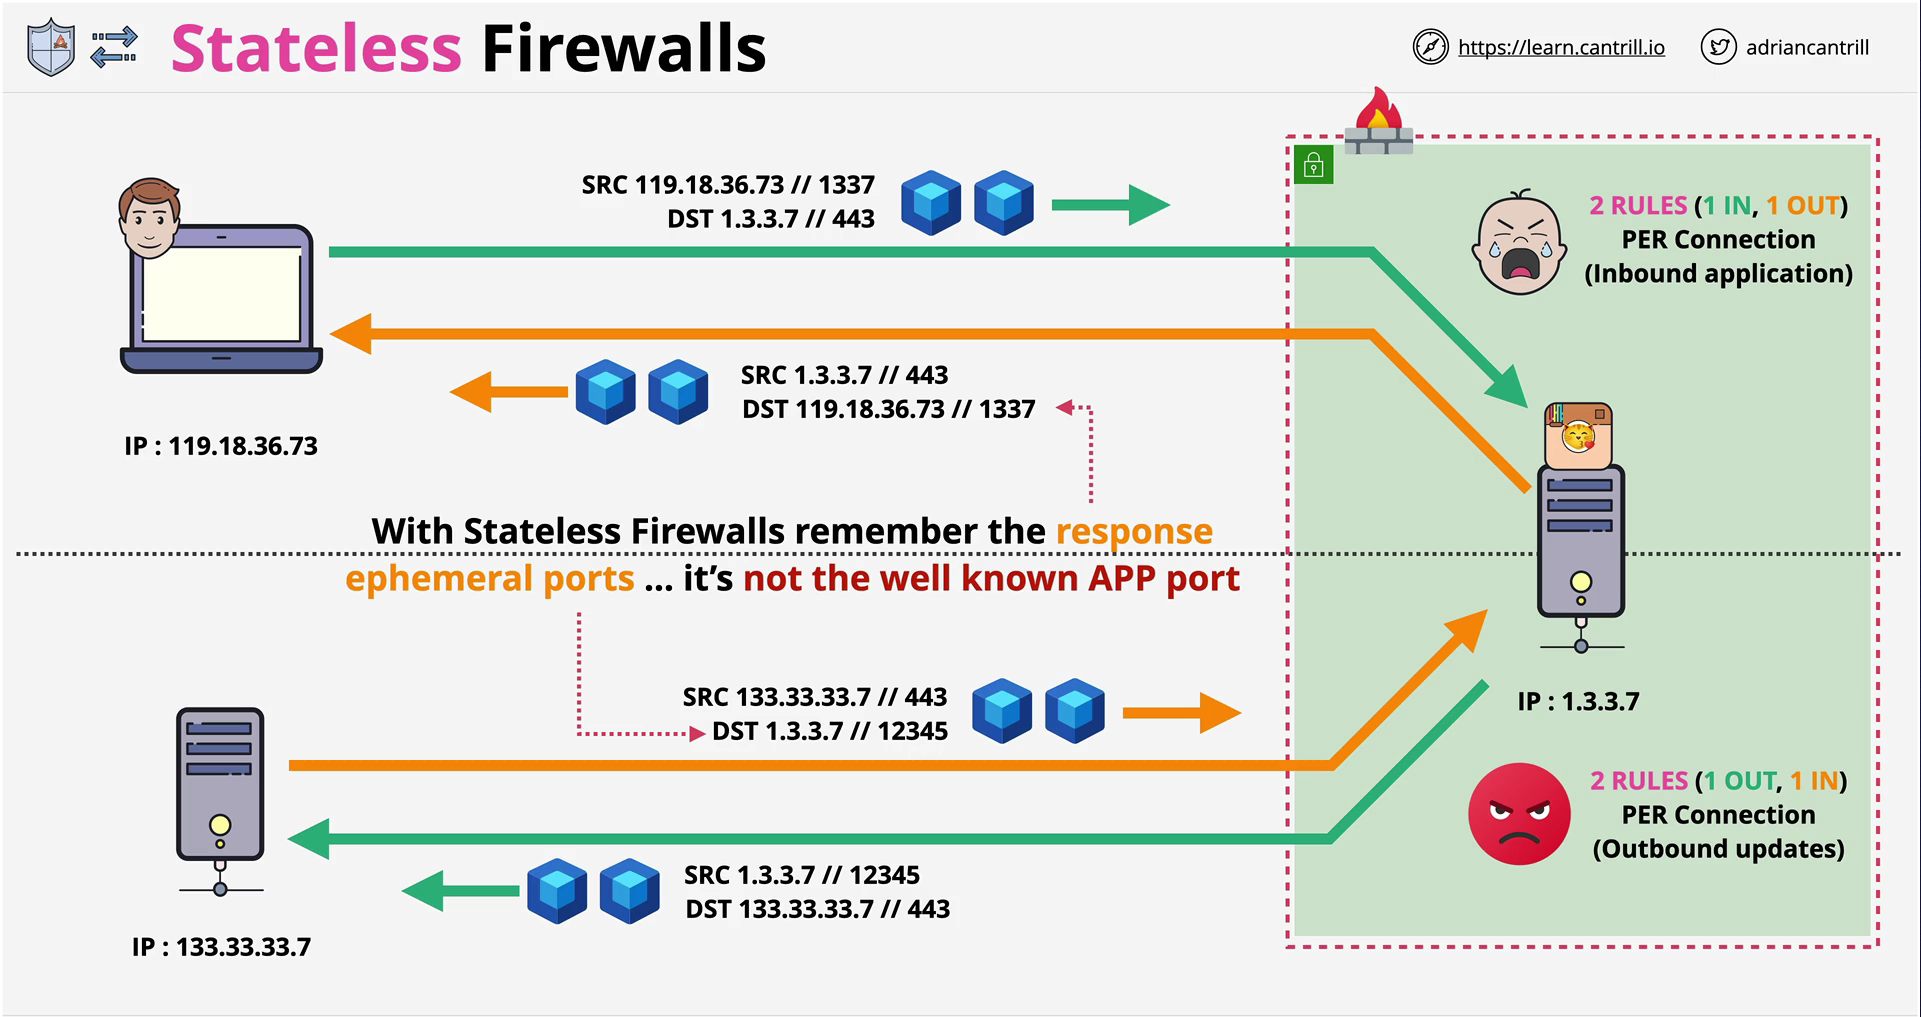 Stateless Firewalls
https://learn.cantrill.io
adriancantrill
SRC 119.18.36.73 // 1337
DST 1.3.3.7 // 443
2 RULES (1 IN, 1 OUT)
PER Connection
(Inbound application)
SRC 1.3.3.7 // 443
DST 119.18.36.73 // 1337
IP : 119.18.36.73
With Stateless Firewalls remember the response
ephemeral ports ... it's not the well known APP port
SRC 133.33.33.7 // 443
DST 1.3.3.7 // 12345
IP : 1.3.3.7
2 RULES (1 OUT, 1 IN)
PER Connection
(Outbound updates)
SRC 1.3.3.7 // 12345
DST 133.33.33.7 // 443
IP : 133.33.33.7